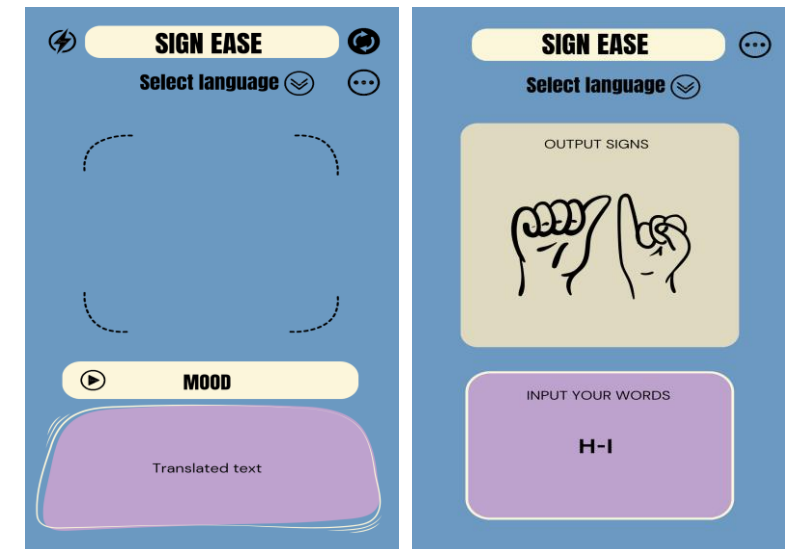 SIGN EASE
Select language
MOOD
Translated text
SIGN EASE
Select language
OUTPUT SIGNS
INPUT YOUR WORDS
H-I